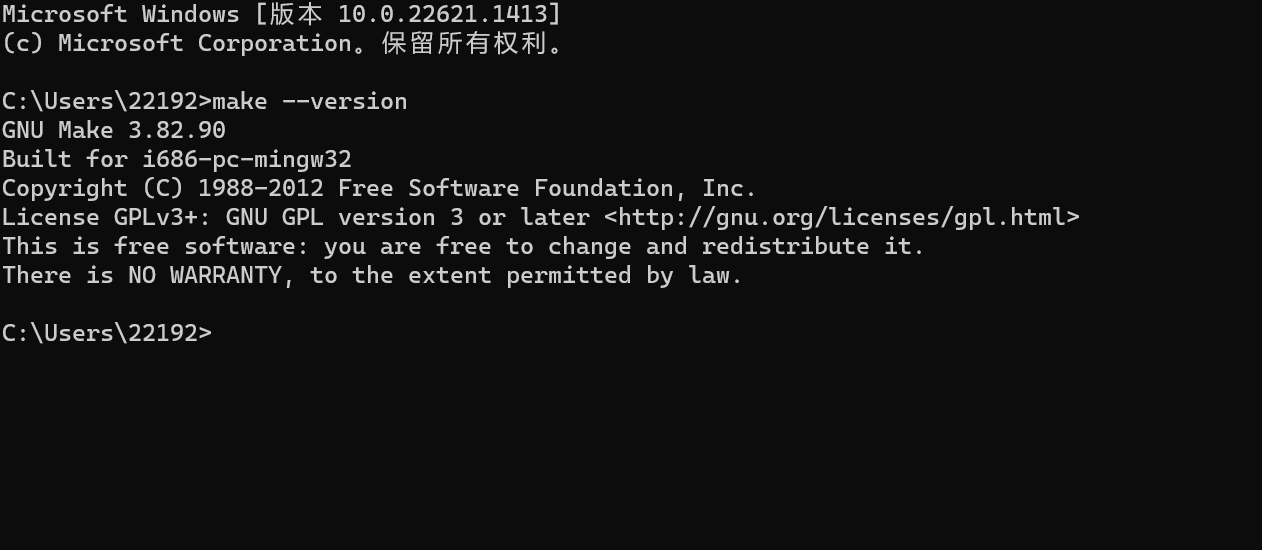 Microsoft Windows [版本 10.0.22621.1413]
(c) Microsoft Corporation。保留所有权利。
C:\Users\22192>make --version
GNU Make 3.82.90
Built for i686-pc-mingw32
Copyright (C) 1988-2012 Free Software Foundation, Inc.
License GPLv3+: GNU GPL version 3 or later <http://gnu.org/licenses/gpl.html>
This is free software: you are free to change and redistribute it.
There is NO WARRANTY, to the extent permitted by law.
C:\Users\22192>